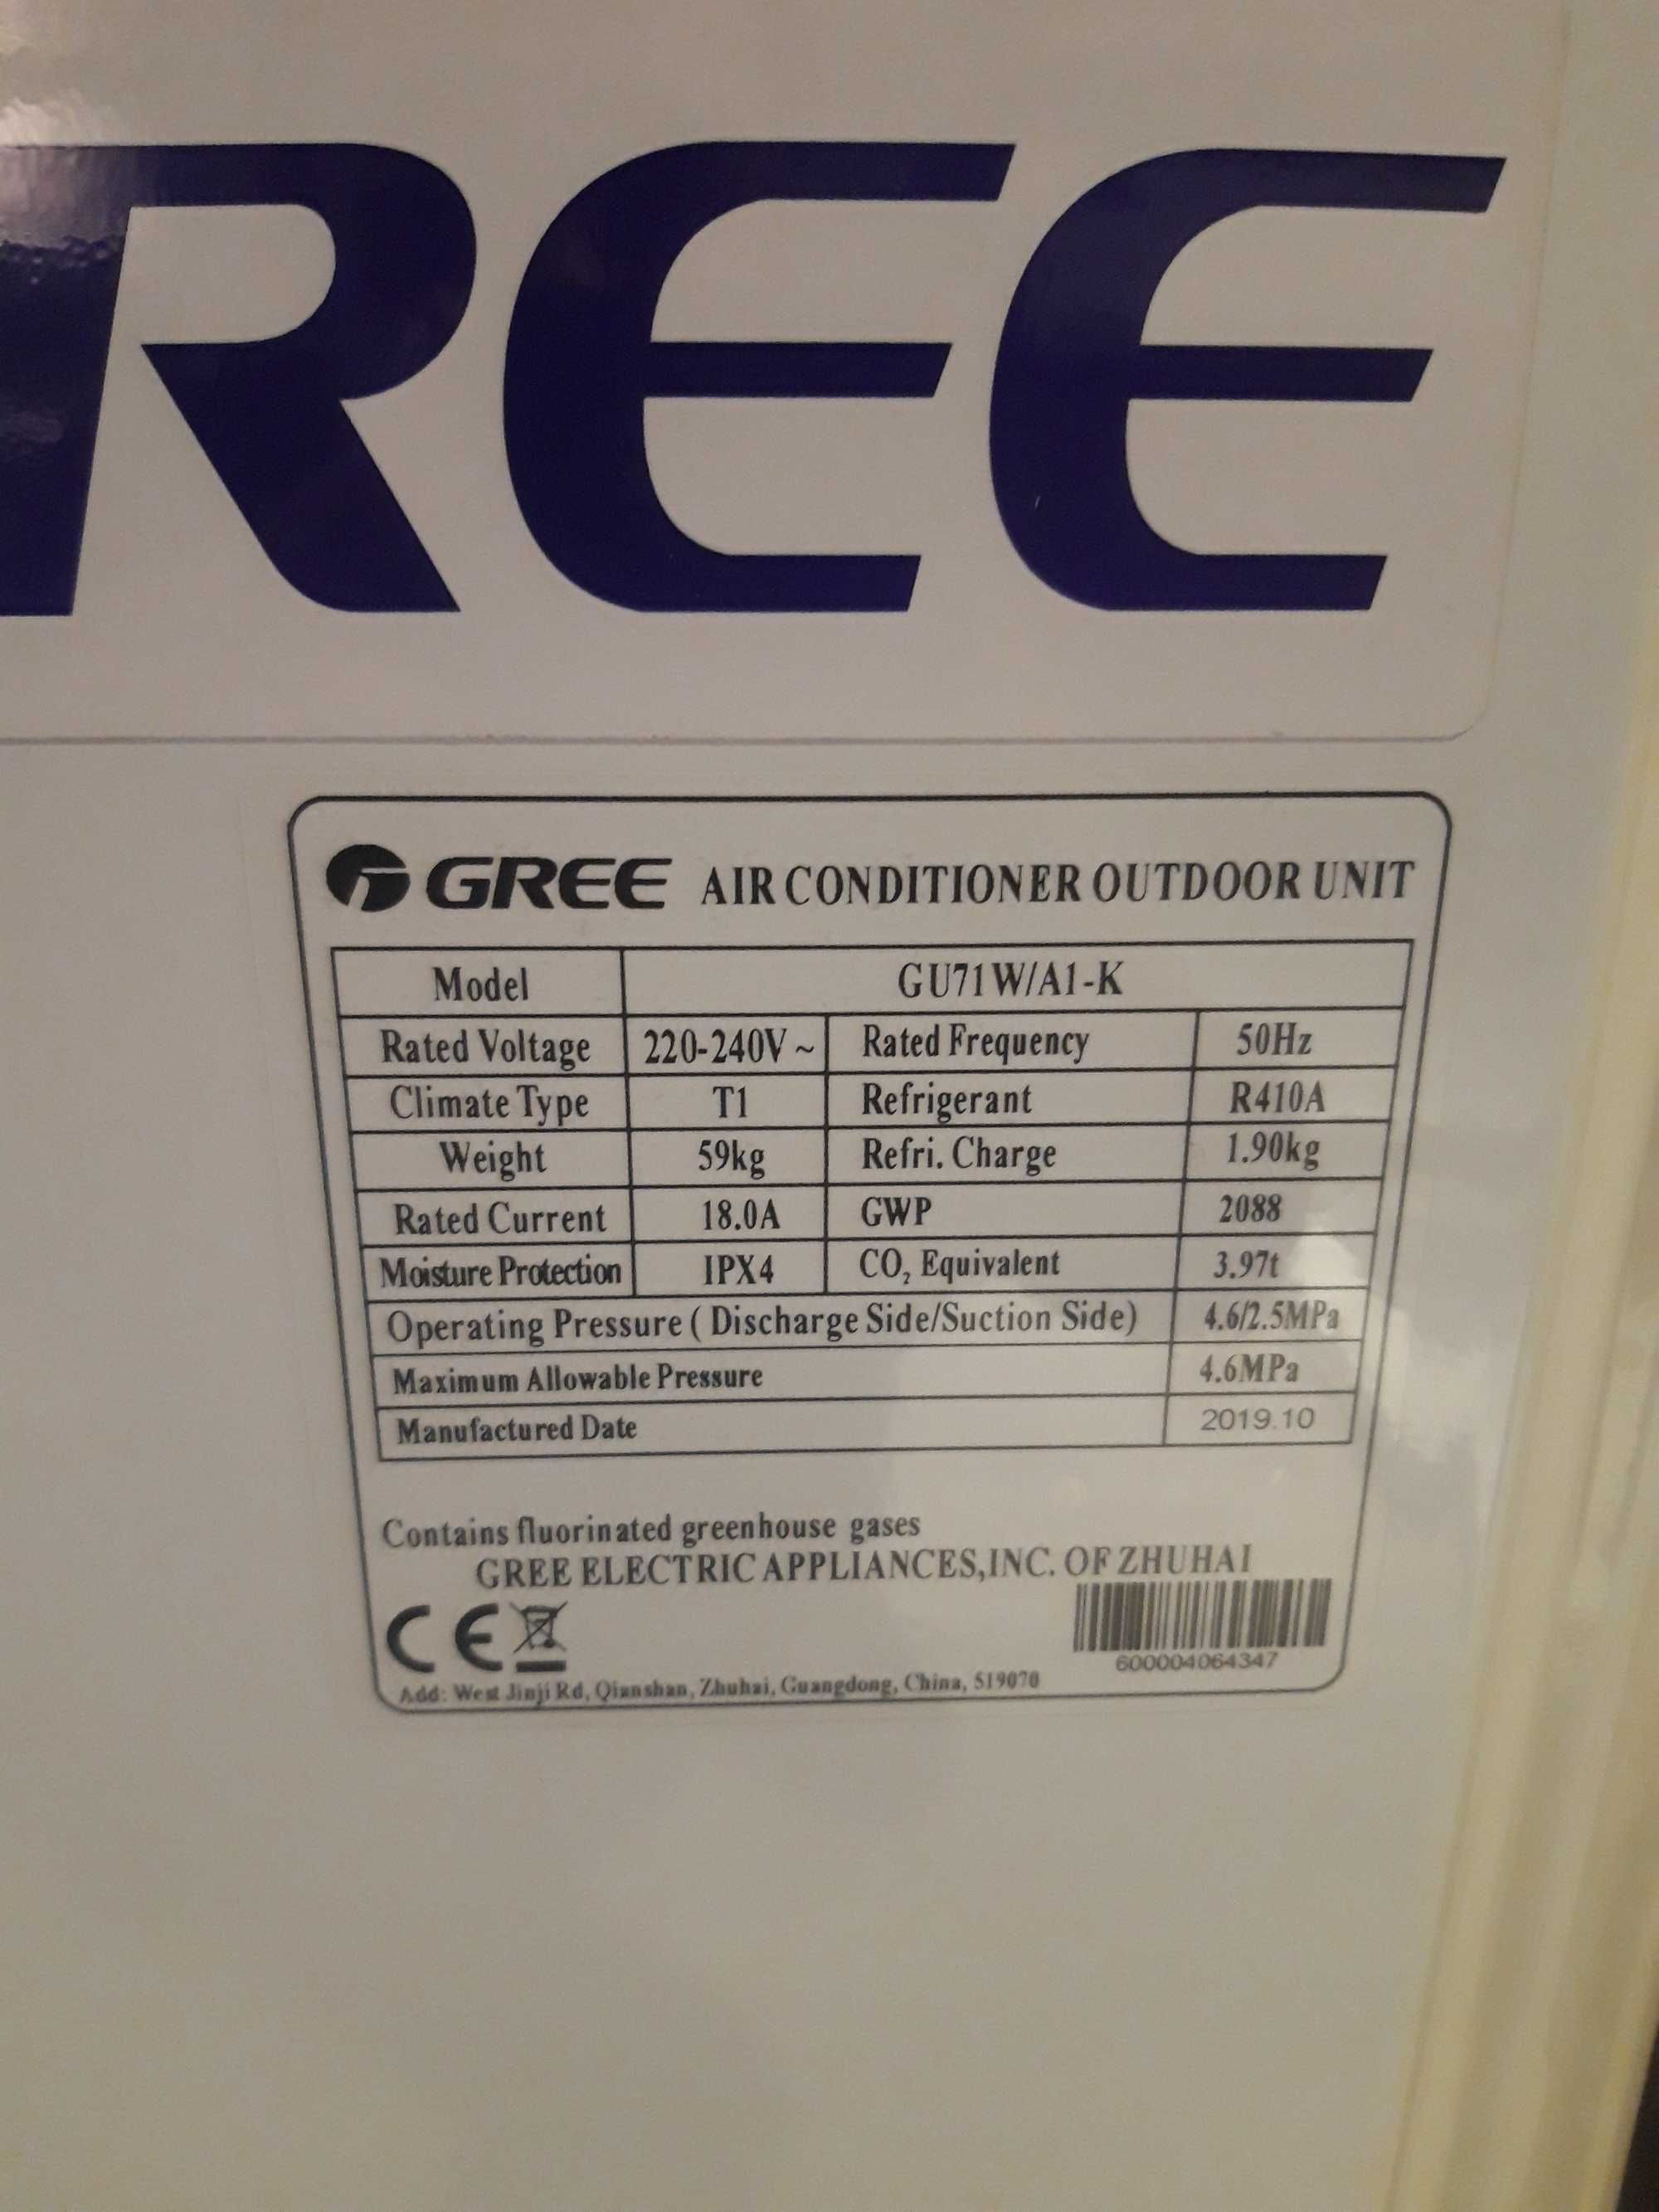 REE
GREE AIR CONDITIONER OUTDOOR UNIT
Model GU71W/A1-K
Rated Voltage 220-240V ~ Rated Frequency 50Hz
Climate Type T1 Refrigerant R410A
Weight 59kg Refri. Charge 1.90kg
Rated Current 18.0A GWP 2088
Moisture Protection IPX4 CO₂ Equivalent 3.97t
Operating Pressure ( Discharge Side/Suction Side) 4.6/2.5MPa
Maximum Allowable Pressure 4.6MPa
Manufactured Date 2019.10
Contains fluorinated greenhouse gases
GREE ELECTRIC APPLIANCES,INC. OF ZHUHAI
CE
600004064347
Add: West Jinji Rd, Qianshan, Zhuhai, Guangdong, China, 519070